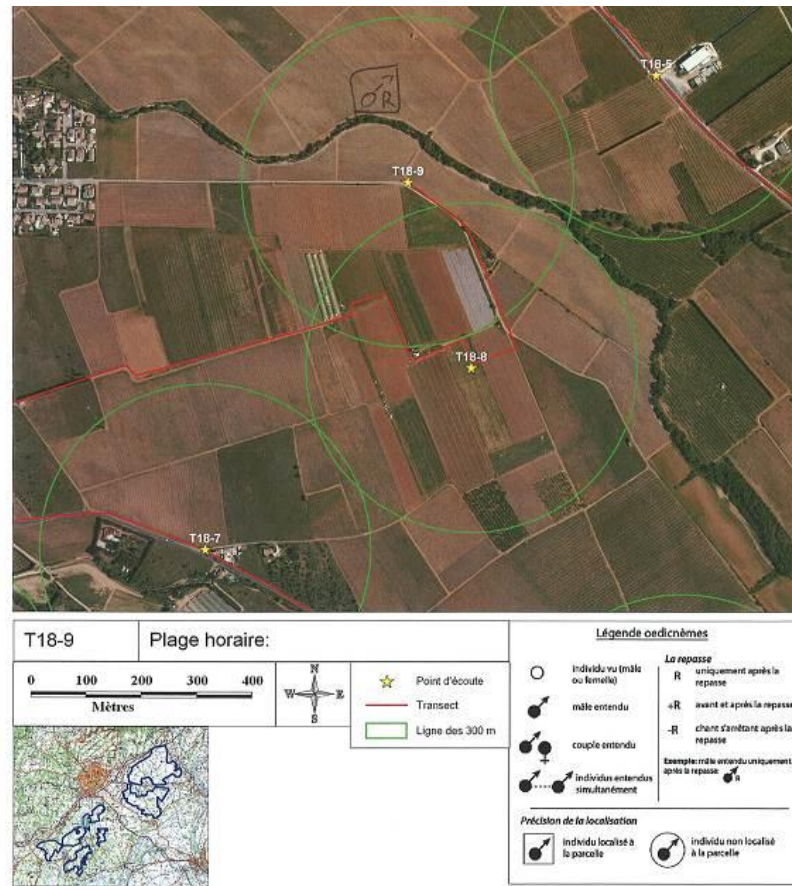 R
T18-5
T18-9
T18-8
T18-7
T18-9
Plage horaire:
0 100 200 300 400
Mètres
N
W E
S
Point d'écoute
Transect
Ligne des 300 m
Légende oedicnèmes
individu vu (mâle
ou femelle)
mâle entendu
couple entendu
individus entendus
simultanément
La repasse
R uniquement après la
repasse
+R avant et après la repasse
-R chant s'arrêtant après la
repasse
Exemple: mâle entendu uniquement
après la repasse: R
Précision de la localisation
individu localisé à
la parcelle
individu non localisé
à la parcelle